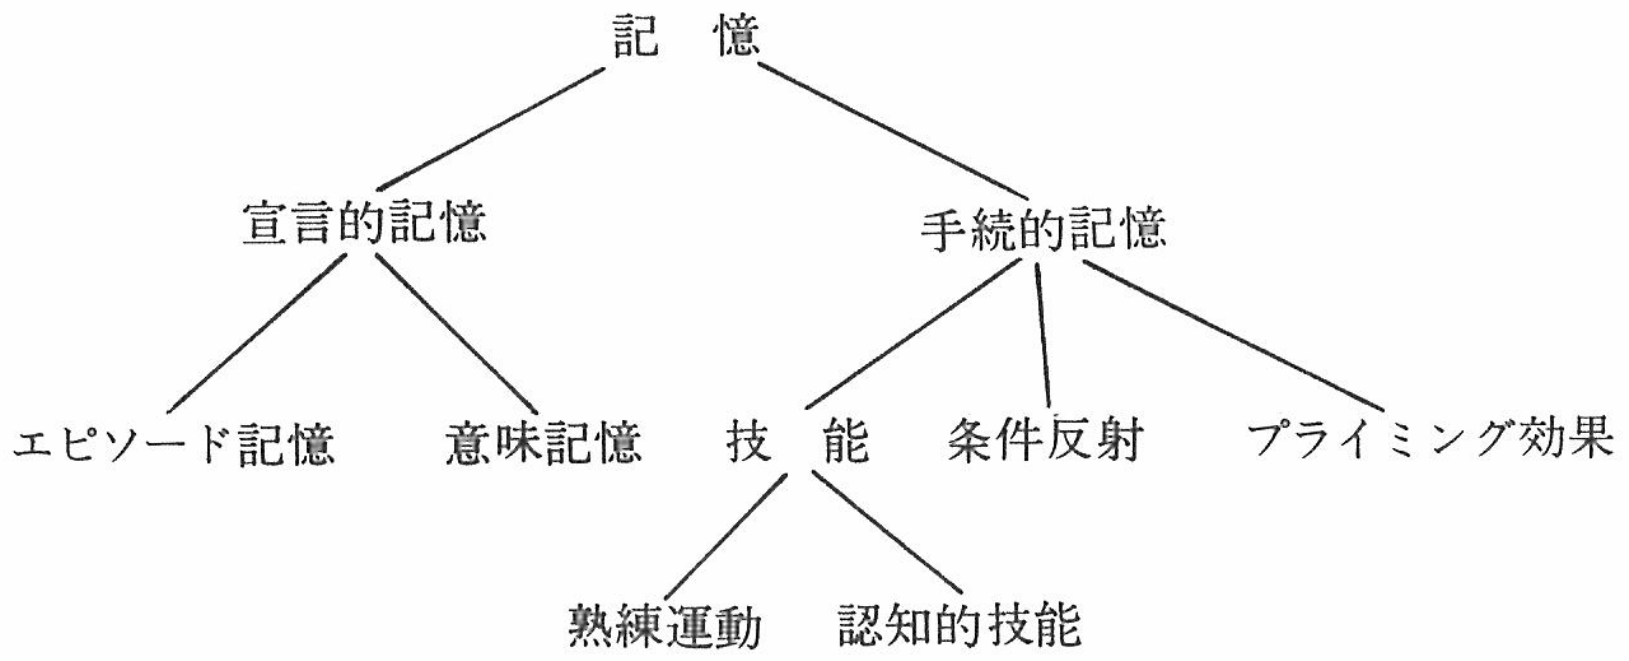 記 憶
宣言的記憶 手続的記憶
エピソード記憶 意味記憶 技 能 条件反射 プライミング効果
熟練運動 認知的技能